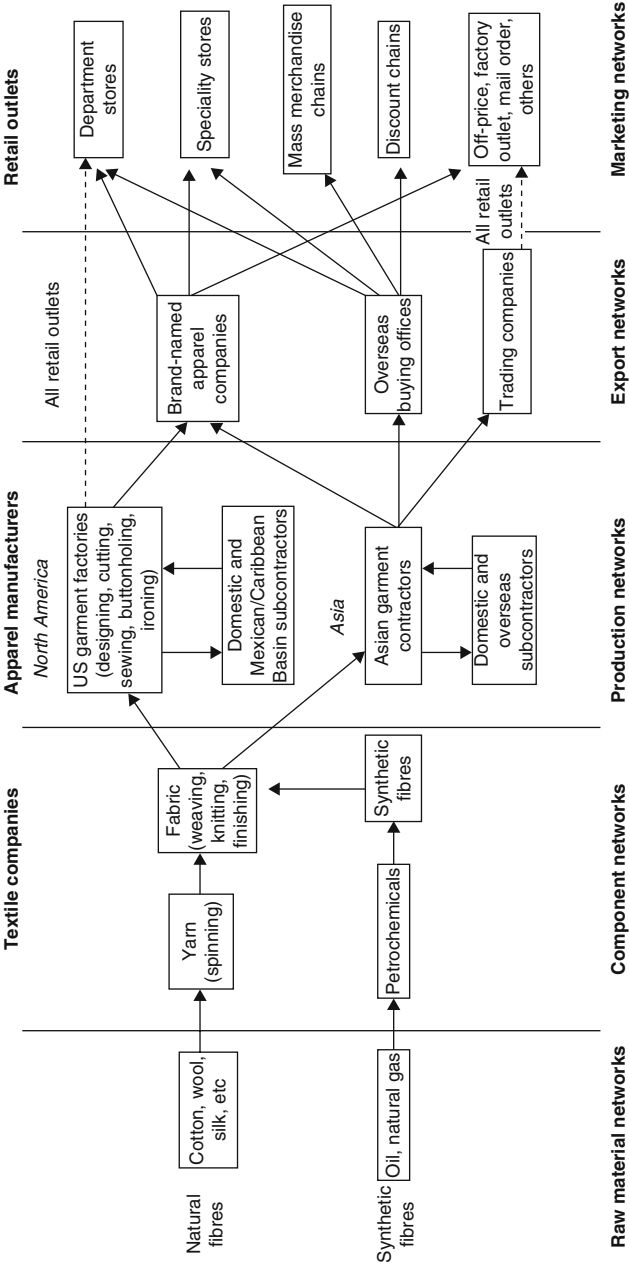 Textile companies
Apparel manufacturers
Retail outlets
North America
Natural
fibres
Cotton, wool,
silk, etc
Yarn
(spinning)
Fabric
(weaving,
knitting,
finishing)
US garment factories
(designing, cutting,
sewing, buttonholing,
ironing)
Domestic and
Mexican/Caribbean
Basin subcontractors
All retail outlets
Brand-named
apparel
companies
Department
stores
Speciality stores
Mass merchandise
chains
Synthetic
fibres
Oil, natural gas
Petrochemicals
Synthetic
fibres
Asia
Asian garment
contractors
Domestic and
overseas
subcontractors
Overseas
buying offices
Trading companies
Discount chains
All retail
outlets
Off-price, factory
outlet, mail order,
others
Raw material networks
Component networks
Production networks
Export networks
Marketing networks